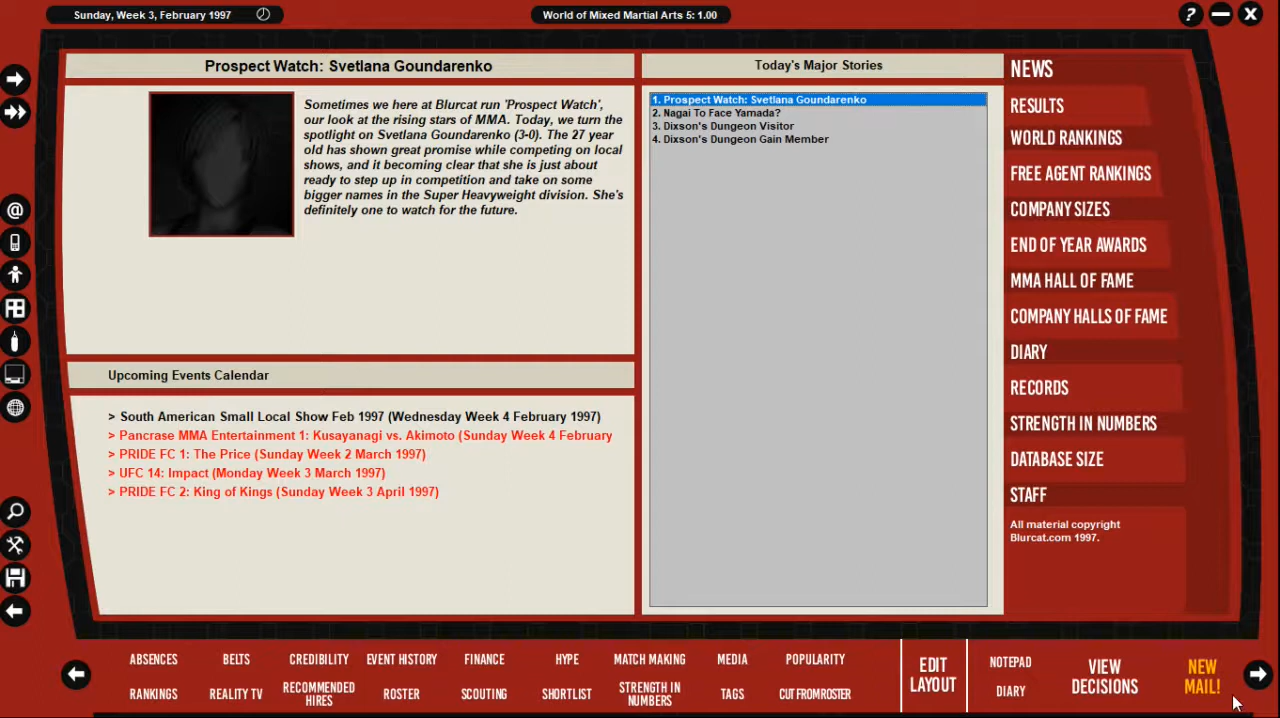 Sunday, Week 3, February 1997
World of Mixed Martial Arts 5: 1.00
?
X
Prospect Watch: Svetlana Goundarenko
Sometimes we here at Blurcat run 'Prospect Watch',
our look at the rising stars of MMA. Today, we turn the
spotlight on Svetlana Goundarenko (3-0). The 27 year
old has shown great promise while competing on local
shows, and it becoming clear that she is just about
ready to step up in competition and take on some
bigger names in the Super Heavyweight division. She's
definitely one to watch for the future.
Today's Major Stories
1. Prospect Watch: Svetlana Goundarenko
2. Nagai To Face Yamada?
3. Dixson's Dungeon Visitor
4. Dixson's Dungeon Gain Member
Upcoming Events Calendar
> South American Small Local Show Feb 1997 (Wednesday Week 4 February 1997)
> Pancrase MMA Entertainment 1: Kusayanagi vs. Akimoto (Sunday Week 4 February
> PRIDE FC 1: The Price (Sunday Week 2 March 1997)
> UFC 14: Impact (Monday Week 3 March 1997)
> PRIDE FC 2: King of Kings (Sunday Week 3 April 1997)
NEWS
RESULTS
WORLD RANKINGS
FREE AGENT RANKINGS
COMPANY SIZES
END OF YEAR AWARDS
MMA HALL OF FAME
COMPANY HALLS OF FAME
DIARY
RECORDS
STRENGTH IN NUMBERS
DATABASE SIZE
STAFF
All material copyright
Blurcat.com 1997.
@
ABSENCES
BELTS
CREDIBILITY
EVENT HISTORY
FINANCE
HYPE
MATCH MAKING
MEDIA
POPULARITY
RANKINGS
REALITY TV
RECOMMENDED
HIRES
ROSTER
SCOUTING
SHORTLIST
STRENGTH IN
NUMBERS
TAGS
CUT FROM ROSTER
EDIT
LAYOUT
NOTEPAD
DIARY
VIEW
DECISIONS
NEW
MAIL!